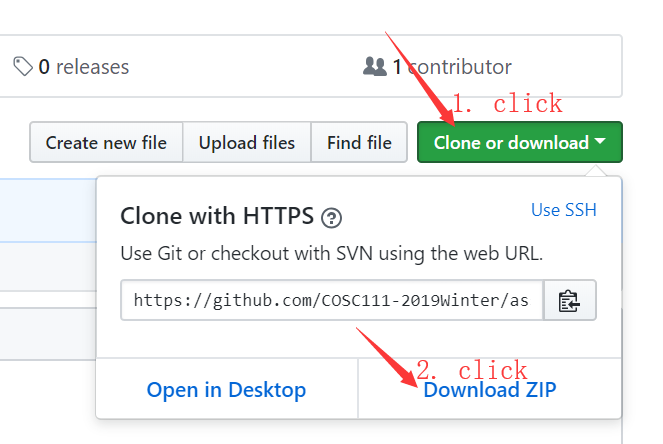 0 releases
1 contributor
1. click
Create new file
Upload files
Find file
Clone or download
Clone with HTTPS ?
Use SSH
Use Git or checkout with SVN using the web URL.
https://github.com/COSC111-2019Winter/as
2. click
Open in Desktop
Download ZIP